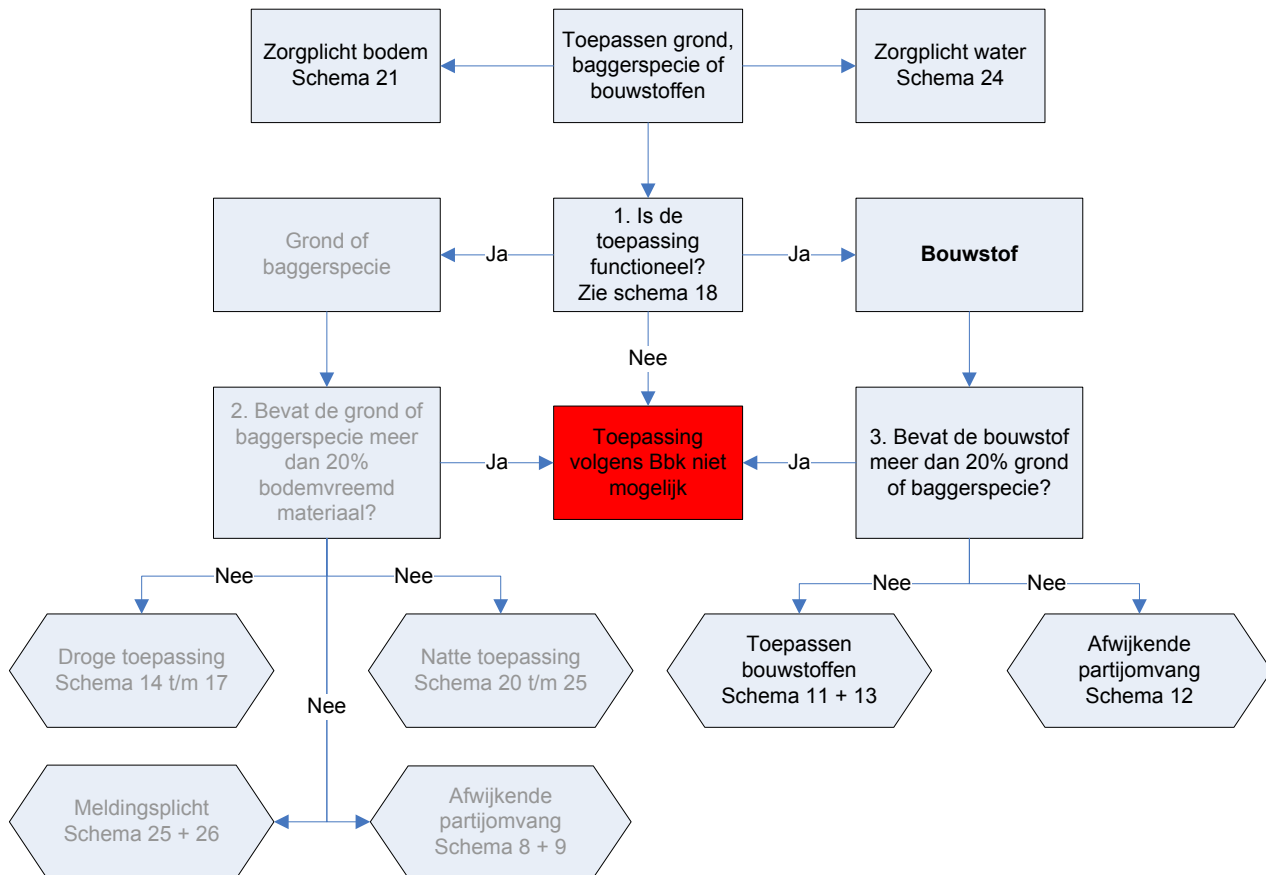 Zorgplicht bodem
Schema 21
Toepassen grond,
baggerspecie of
bouwstoffen
Zorgplicht water
Schema 24
Grond of
baggerspecie
Ja
1. Is de
toepassing
functioneel?
Zie schema 18
Ja
Bouwstof
Nee
2. Bevat de grond of
baggerspecie meer
dan 20%
bodemvreemd
materiaal?
Ja
Toepassing
volgens Bbk niet
mogelijk
Ja
3. Bevat de bouwstof
meer dan 20% grond
of baggerspecie?
Nee
Nee
Nee
Nee
Droge toepassing
Schema 14 t/m 17
Natte toepassing
Schema 20 t/m 25
Toepassen
bouwstoffen
Schema 11 + 13
Afwijkende
partijomvang
Schema 12
Nee
Meldingsplicht
Schema 25 + 26
Afwijkende
partijomvang
Schema 8 + 9